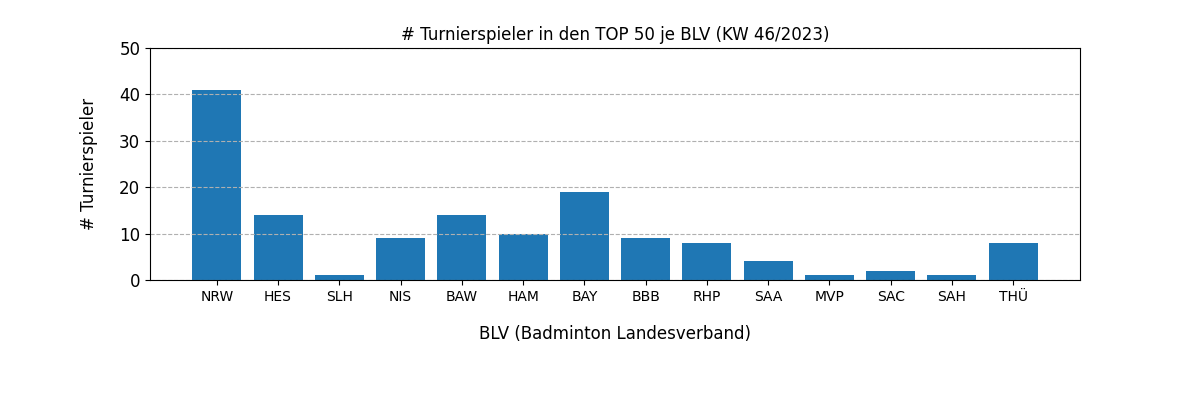 # Turnierspieler in den TOP 50 je BLV (KW 46/2023)
# Turnierspieler
50
40
30
20
10
0
NRW HES SLH NIS BAW HAM BAY BBB RHP SAA MVP SAC SAH THÜ
BLV (Badminton Landesverband)